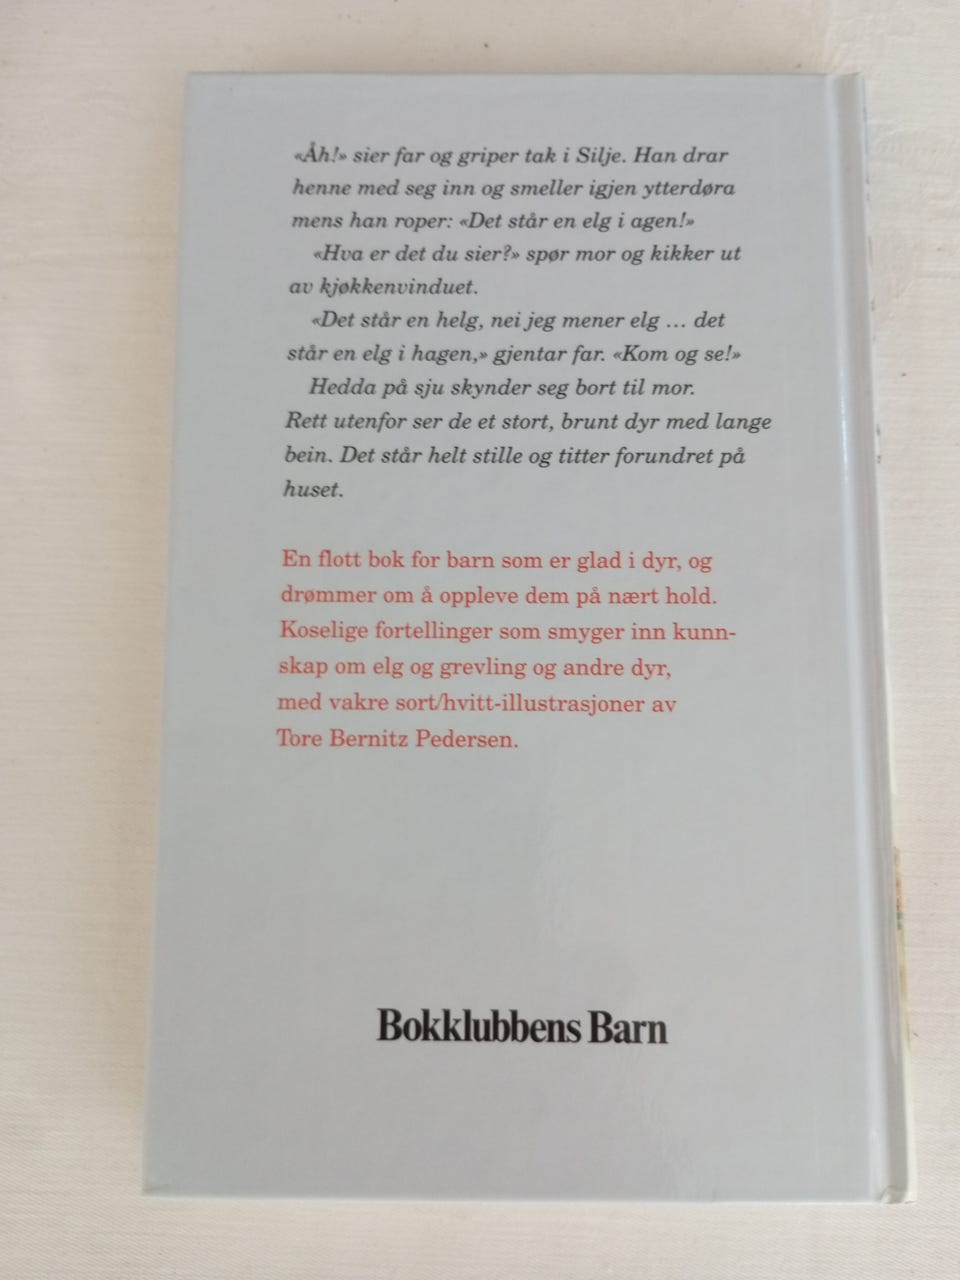 «Åh!» sier far og griper tak i Silje. Han drar
henne med seg inn og smeller igjen ytterdøra
mens han roper: «Det står en elg i agen!»
«Hva er det du sier?» spør mor og kikker ut
av kjøkkenvinduet.
«Det står en helg, nei jeg mener elg ... det
står en elg i hagen,» gjentar far. «Kom og se!»
Hedda på sju skynder seg bort til mor.
Rett utenfor ser de et stort, brunt dyr med lange
bein. Det står helt stille og titter forundret på
huset.
En flott bok for barn som er glad i dyr, og
drømmer om å oppleve dem på nært hold.
Koselige fortellinger som smyger inn kunn-
skap om elg og grevling og andre dyr,
med vakre sort/hvitt-illustrasjoner av
Tore Bernitz Pedersen.
Bokklubbens Barn